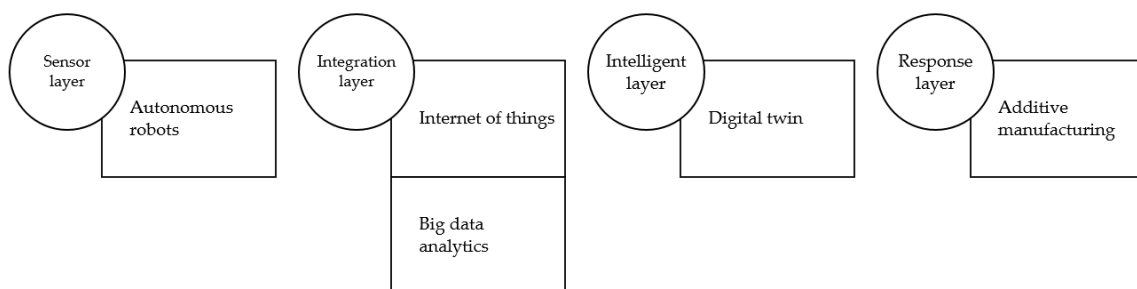 Sensor
layer
Autonomous
robots
Integration
layer
Internet of things
Big data
analytics
Intelligent
layer
Digital twin
Response
layer
Additive
manufacturing